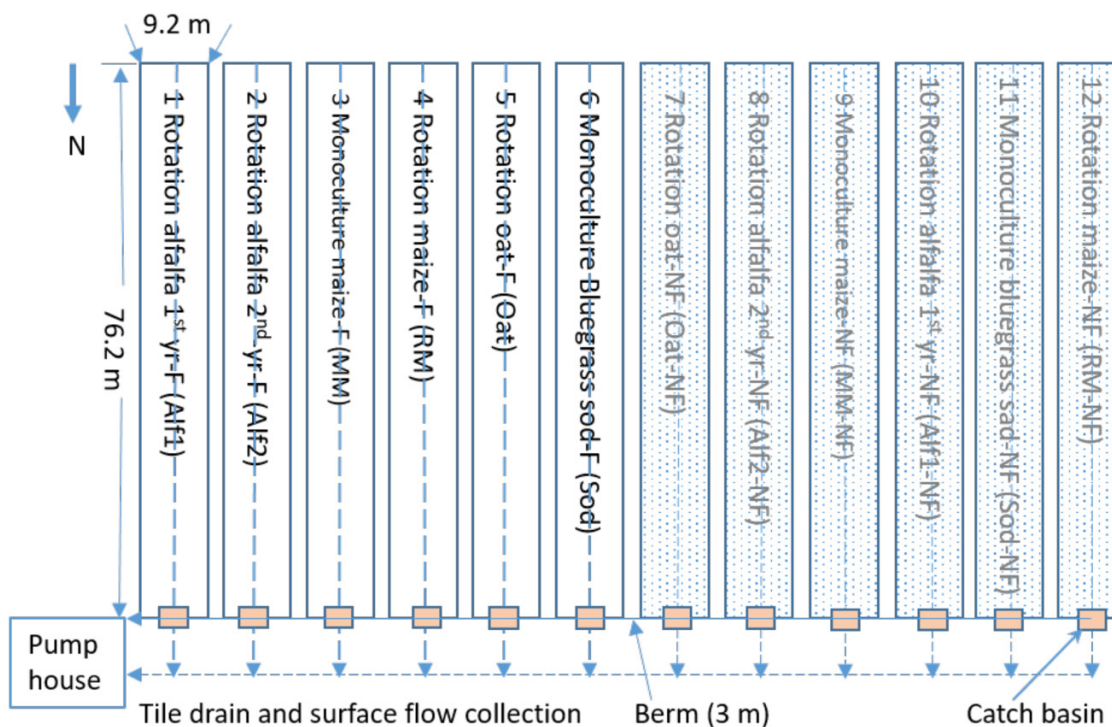 9.2 m
N
76.2 m
1 Rotation alfalfa 1st yr-F (Alf1)
2 Rotation alfalfa 2nd yr-F (Alf2)
3 Monoculture maize-F (MM)
4 Rotation maize-F (RM)
5 Rotation oat-F (Oat)
6 Monoculture Bluegrass sod-F (Sod)
7 Rotation oat-NF (Oat-NF)
8 Rotation alfalfa 2nd yr-NF (Alf2-NF)
9 Monoculture maize-NF (MM-NF)
10 Rotation alfalfa 1st yr-NF (Alf1-NF)
11 Monoculture bluegrass sad-NF (Sod-NF)
12 Rotation maize-NF (RM-NF)
Pump
house
Tile drain and surface flow collection
Berm (3 m)
Catch basin